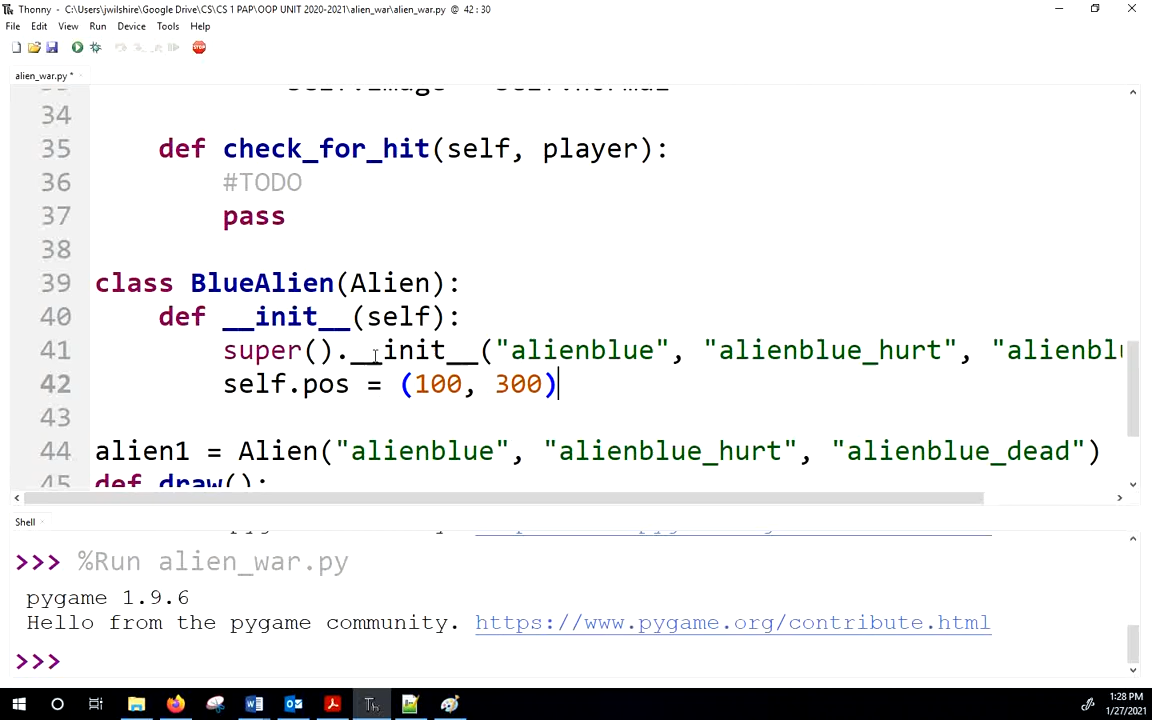 Thonny - C:\Users\jwilshire\Google Drive\CS\CS 1 PAP\OOP UNIT 2020-2021\alien_war\alien_war.py @ 42 : 30
File Edit View Run Device Tools Help
alien_war.py *
34
35 def check_for_hit(self, player):
36 #TODO
37 pass
38
39 class BlueAlien(Alien):
40 def __init__(self):
41 super().__init__("alienblue", "alienblue_hurt", "alienbl
42 self.pos = (100, 300)
43
44 alien1 = Alien("alienblue", "alienblue_hurt", "alienblue_dead")
45 def draw():
Shell
>>> %Run alien_war.py
pygame 1.9.6
Hello from the pygame community. https://www.pygame.org/contribute.html
>>>
1:28 PM
1/27/2021